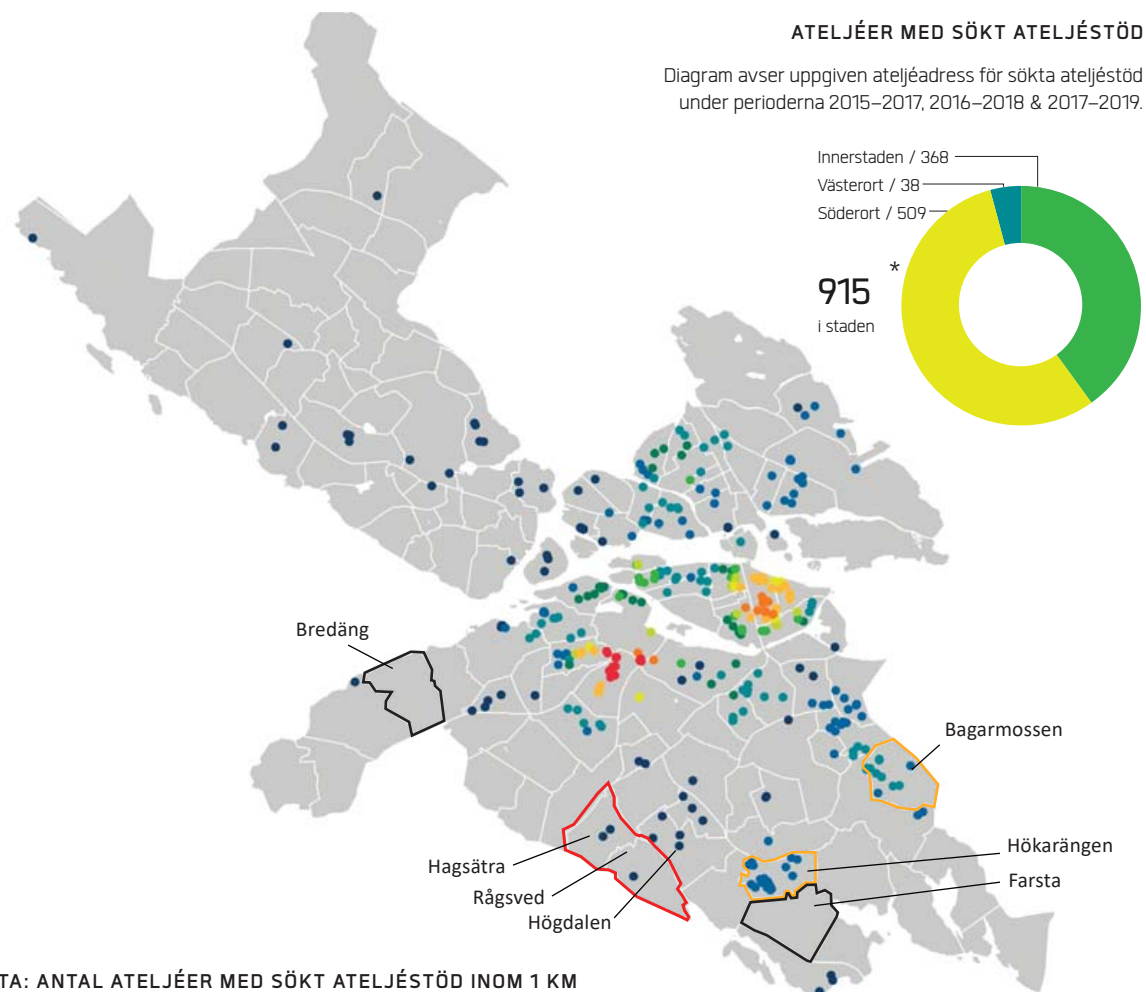 ATELJÉER MED SÖKT ATELJÉSTÖD
Diagram avser uppgiven ateljéadress för sökta ateljéstöd
under perioderna 2015–2017, 2016–2018 & 2017–2019.
Innerstaden / 368
Västerort / 38
Söderort / 509
*
915
i staden
Bredäng
Bagarmossen
Hökarängen
Hagsätra
Farsta
Rågsved
Högdalen
TA: ANTAL ATELJÉER MED SÖKT ATELJÉSTÖD INOM 1 KM